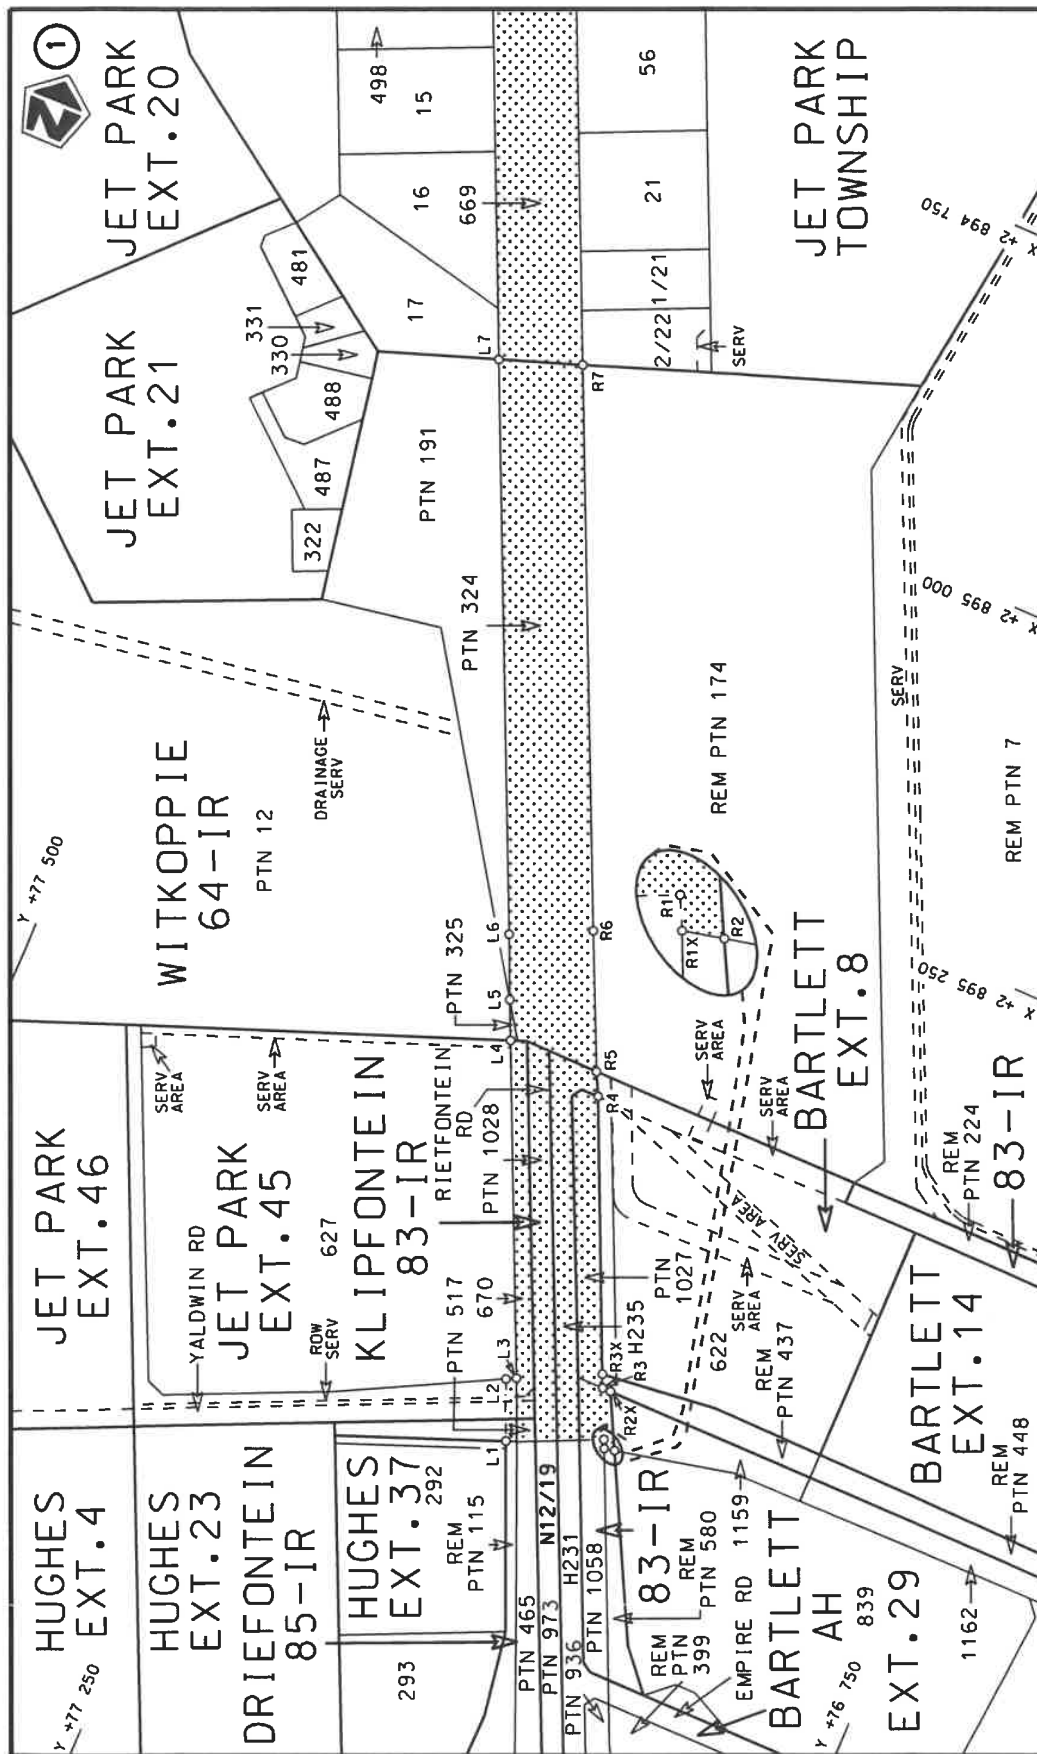 N
1
JET PARK
EXT.20
498
15
16
669
17
56
21
1/21
2/22
SERV
JET PARK
TOWNSHIP
X +2 894 750
481
331
330
488
487
322
JET PARK
EXT.21
L7
R7
PTN 191
PTN 324
X +2 895 000
SERV
REM PTN 174
REM PTN 7
DRAINAGE
SERV
Y +77 500
WITKOPPIE
64-IR
PTN 12
L6
L5
L4
PTN 325
R6
R5
R4
R1
R1X
R2
BARTLETT
EXT.8
X +2 895 250
SERV
AREA
SERV
AREA
REM
PTN 224
83-IR
JET PARK
EXT.46
SERV
AREA
SERV
AREA
JET PARK
EXT.45
627
YALDWIN RD
ROW
SERV
KLIPFONTEIN
83-IR
RIETFONTEIN
RD
PTN 1028
PTN 517
670
L3
L2
L1
PTN
1027
H235
R3X
R3
R2X
622
SERV
AREA
SERV
AREA
REM
PTN 437
BARTLETT
EXT.14
REM
PTN 448
HUGHES
EXT.4
HUGHES
EXT.23
DRIEFONTEIN
85-IR
HUGHES
EXT.37
292
293
Y +77 250
REM
PTN 115
PTN 465
PTN 973
N12/19
PTN 936
H231
PTN 1058
83-IR
REM
PTN 580
REM
PTN
399
EMPIRE RD
1159
BARTLETT
AH
839
Y +76 750
EXT.29
1162